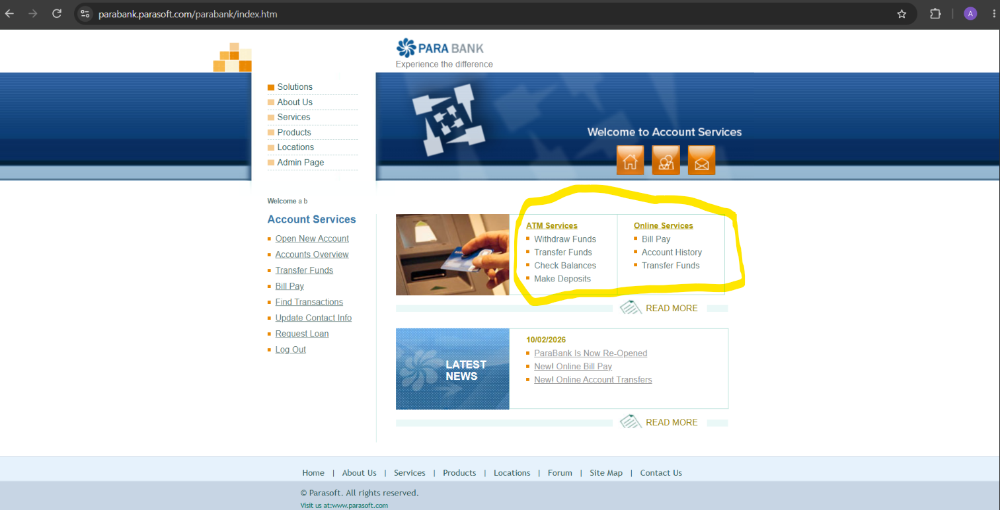 parabank.parasoft.com/parabank/index.htm
A
PARA BANK
Experience the difference
Solutions
About Us
Services
Products
Locations
Admin Page
Welcome to Account Services
Welcome a b
Account Services
Open New Account
Accounts Overview
Transfer Funds
Bill Pay
Find Transactions
Update Contact Info
Request Loan
Log Out
ATM Services
Withdraw Funds
Transfer Funds
Check Balances
Make Deposits
Online Services
Bill Pay
Account History
Transfer Funds
READ MORE
LATEST
NEWS
10/02/2026
ParaBank Is Now Re-Opened
New! Online Bill Pay
New! Online Account Transfers
READ MORE
Home | About Us | Services | Products | Locations | Forum | Site Map | Contact Us
© Parasoft. All rights reserved.
Visit us at:www.parasoft.com